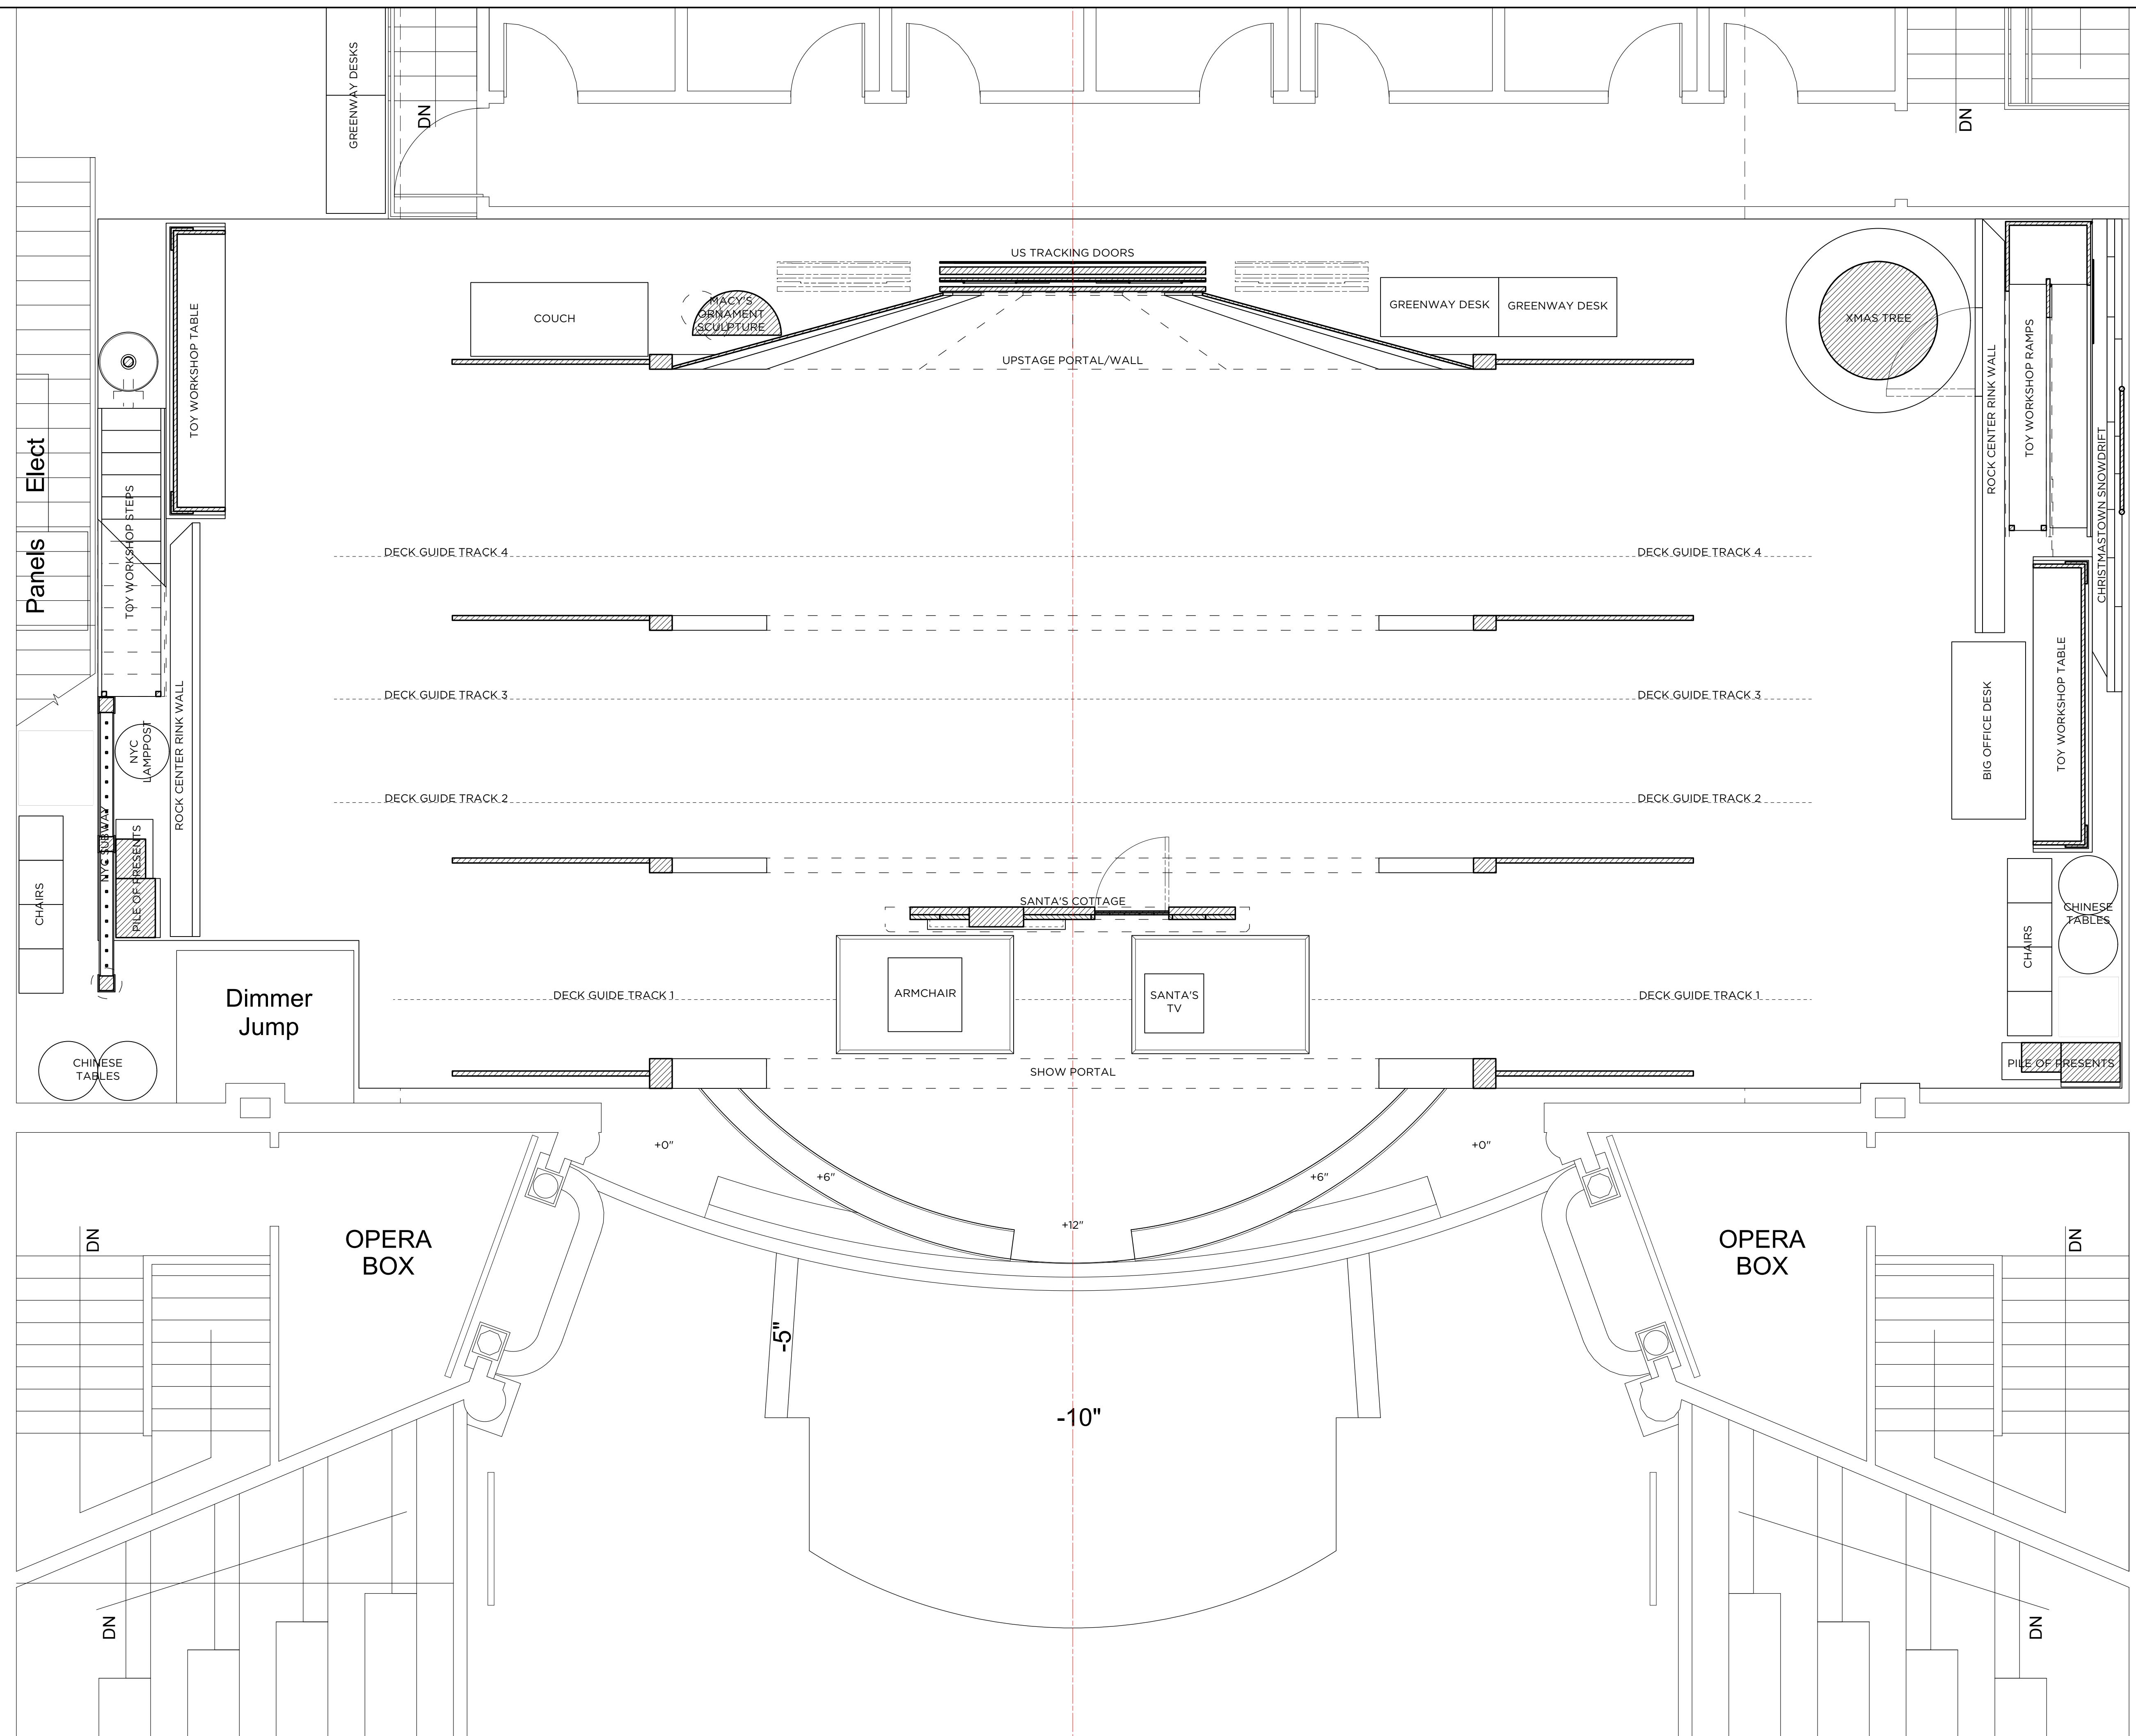 GREENWAY DESKS
DN
DN
US TRACKING DOORS
COUCH
MACY'S
ORNAMENT
SCULPTURE
GREENWAY DESK
GREENWAY DESK
XMAS TREE
UPSTAGE PORTAL/WALL
TOY WORKSHOP TABLE
ROCK CENTER RINK WALL
TOY WORKSHOP RAMPS
CHRISTMASTOWN SNOWDRIFT
Elect
Panels
TOY WORKSHOP STEPS
DECK GUIDE TRACK 4
DECK GUIDE TRACK 4
DECK GUIDE TRACK 3
DECK GUIDE TRACK 3
NYC
LAMPPOST
ROCK CENTER RINK WALL
BIG OFFICE DESK
TOY WORKSHOP TABLE
DECK GUIDE TRACK 2
DECK GUIDE TRACK 2
NYC SUBWAY
PILE OF PRESENTS
CHAIRS
SANTA'S COTTAGE
CHINESE
TABLES
CHAIRS
Dimmer
Jump
DECK GUIDE TRACK 1
ARMCHAIR
SANTA'S
TV
DECK GUIDE TRACK 1
CHINESE
TABLES
SHOW PORTAL
PILE OF PRESENTS
+0"
+0"
+6"
+6"
+12"
DN
OPERA
BOX
OPERA
BOX
DN
-5"
-10"
DN
DN